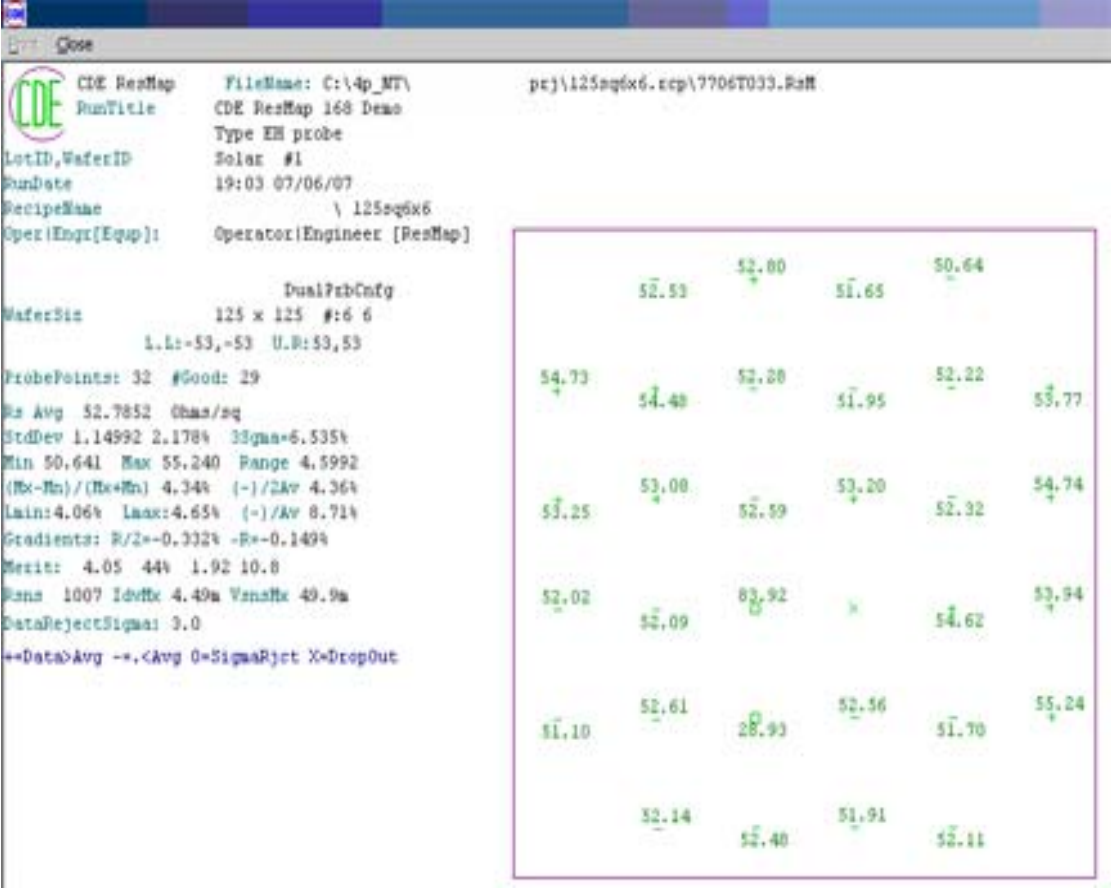 Close
CDE
CDE ResMap FileName: C:\4p_NT\ prj\125sq6x6.rcp\7706T033.RsM
RunTitle CDE ResMap 168 Demo
Type EH probe
LotID,WaferID Solar #1
RunDate 19:03 07/06/07
RecipeName \ 125sq6x6
Oper|Engr[Equp]: Operator|Engineer [ResMap]
DualPrbCnfg
WaferSiz 125 x 125 #:6 6
L.L:-53,-53 U.R:53,53
ProbePoints: 32 #Good: 29
Rs Avg 52.7852 Ohms/sq
StdDev 1.14992 2.178% 3Sgma=6.535%
Min 50.641 Max 55.240 Range 4.5992
(Mx-Mn)/(Mx+Mn) 4.34% (-)/2Av 4.36%
Lmin:4.06% Lmax:4.65% (-)/Av 8.71%
Gradients: R/2=-0.332% -R=-0.149%
Merit: 4.05 44% 1.92 10.8
Rsns 1007 IdvMx 4.49m VsnsMx 49.9m
DataRejectSigma: 3.0
+=Data>Avg -=.<Avg O=SigmaRjct X=DropOut
52.53 52.80 51.65 50.64
54.73 54.48 52.28 51.95 52.22 53.77
53.25 53.08 52.59 53.20 52.32 54.74
52.02 52.09 83.92 × 54.62 53.94
51.10 52.61 28.93 52.56 51.70 55.24
52.14 52.48 51.91 52.11